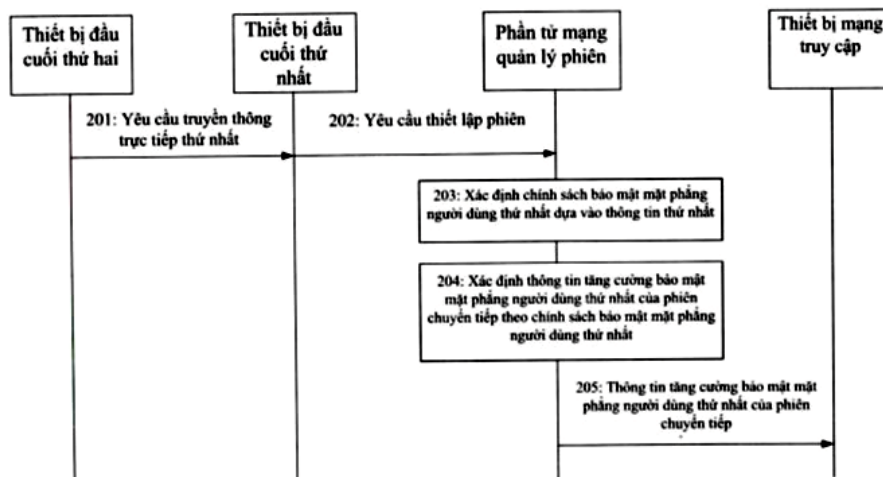 Thiết bị đầu
cuối thứ hai
Thiết bị đầu
cuối thứ
nhất
Phần tử mạng
quản lý phiên
Thiết bị mạng
truy cập
201: Yêu cầu truyền thông
trực tiếp thứ nhất
202: Yêu cầu thiết lập phiên
203: Xác định chính sách bảo mật mặt phẳng
người dùng thứ nhất dựa vào thông tin thứ nhất
204: Xác định thông tin tăng cường bảo mật
mặt phẳng người dùng thứ nhất của phiên
chuyển tiếp theo chính sách bảo mật mặt phẳng
người dùng thứ nhất
205: Thông tin tăng cường bảo mật mặt
phẳng người dùng thứ nhất của phiên
chuyển tiếp